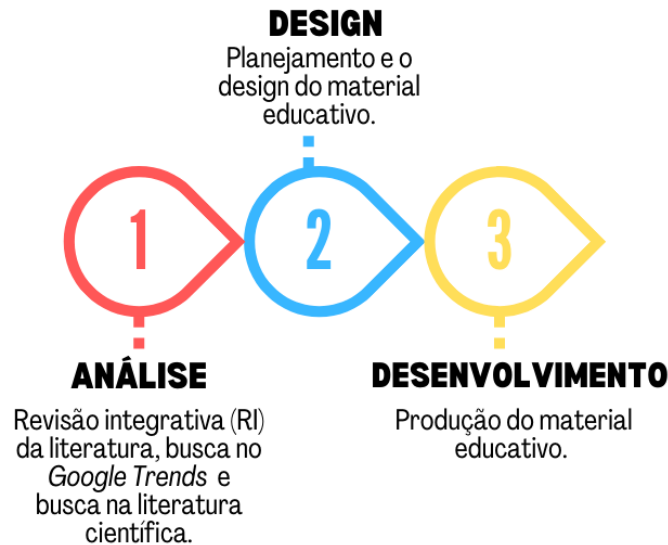 DESIGN
Planejamento e o
design do material
educativo.
1
2
3
ANÁLISE
Revisão integrativa (RI)
da literatura, busca no
Google Trends e
busca na literatura
científica.
DESENVOLVIMENTO
Produção do material
educativo.